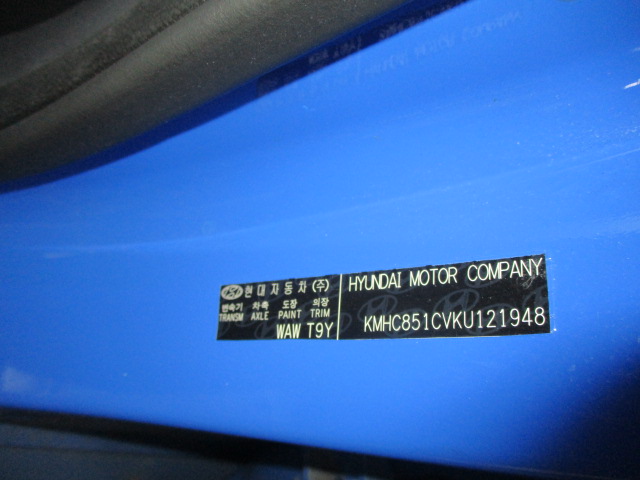 현대자동차(주)
변속기 차축 도장 의장
TRANSM AXLE PAINT TRIM
WAW T9Y
HYUNDAI MOTOR COMPANY
KMHC851CVKU121948